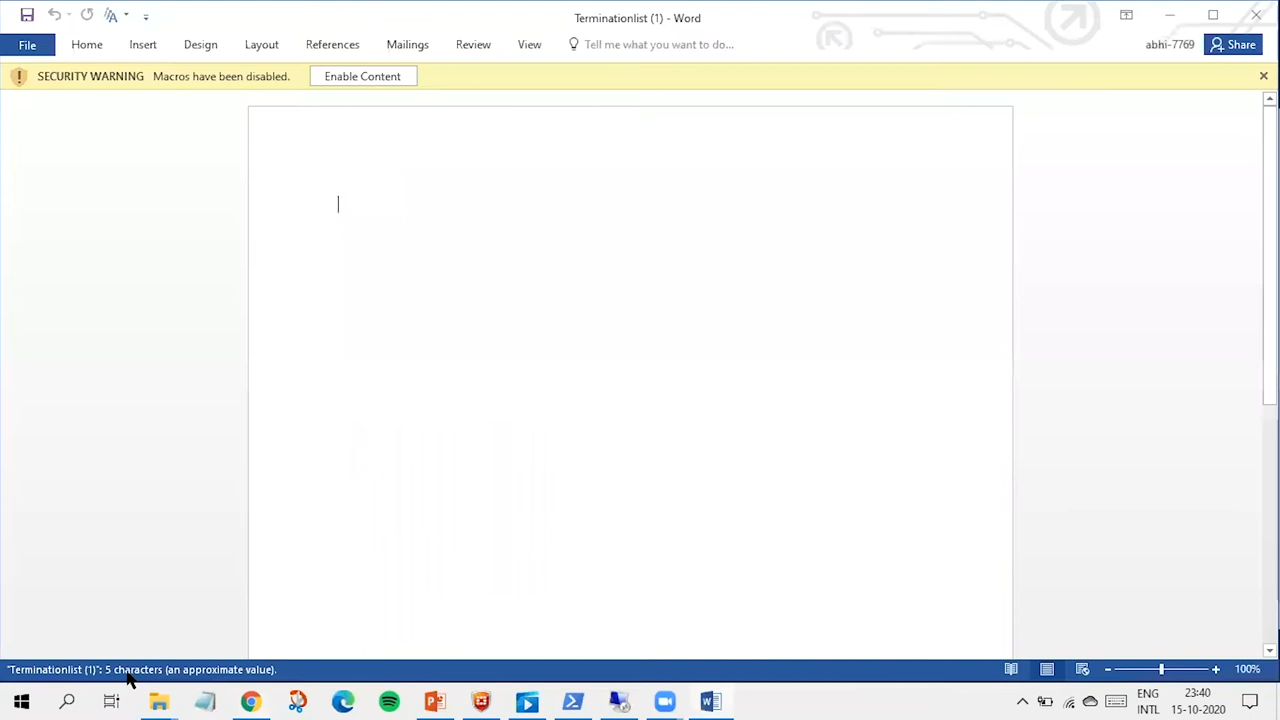 Terminationlist (1) - Word
File Home Insert Design Layout References Mailings Review View Tell me what you want to do... abhi-7769 Share
SECURITY WARNING Macros have been disabled. Enable Content
"Terminationlist (1)": 5 characters (an approximate value). 100%
ENG 23:40
INTL 15-10-2020